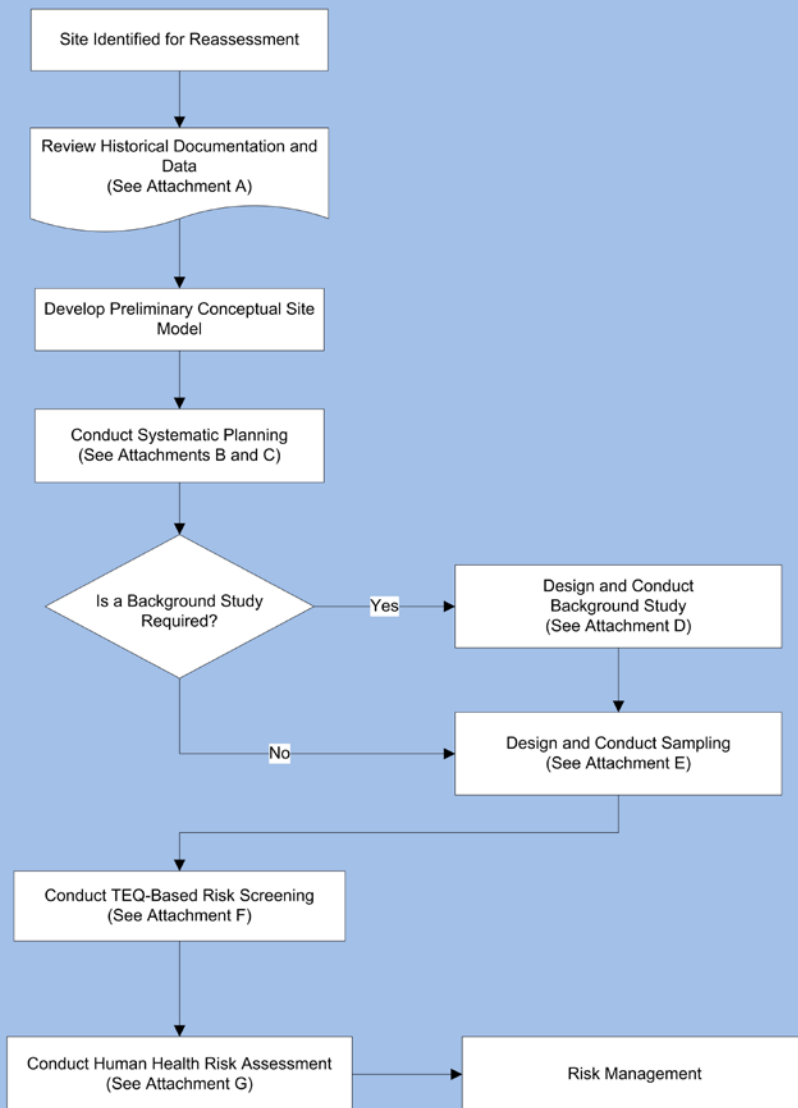 Site Identified for Reassessment
Review Historical Documentation and
Data
(See Attachment A)
Develop Preliminary Conceptual Site
Model
Conduct Systematic Planning
(See Attachments B and C)
Is a Background Study
Required?
Yes
Design and Conduct
Background Study
(See Attachment D)
No
Design and Conduct Sampling
(See Attachment E)
Conduct TEQ-Based Risk Screening
(See Attachment F)
Conduct Human Health Risk Assessment
(See Attachment G)
Risk Management